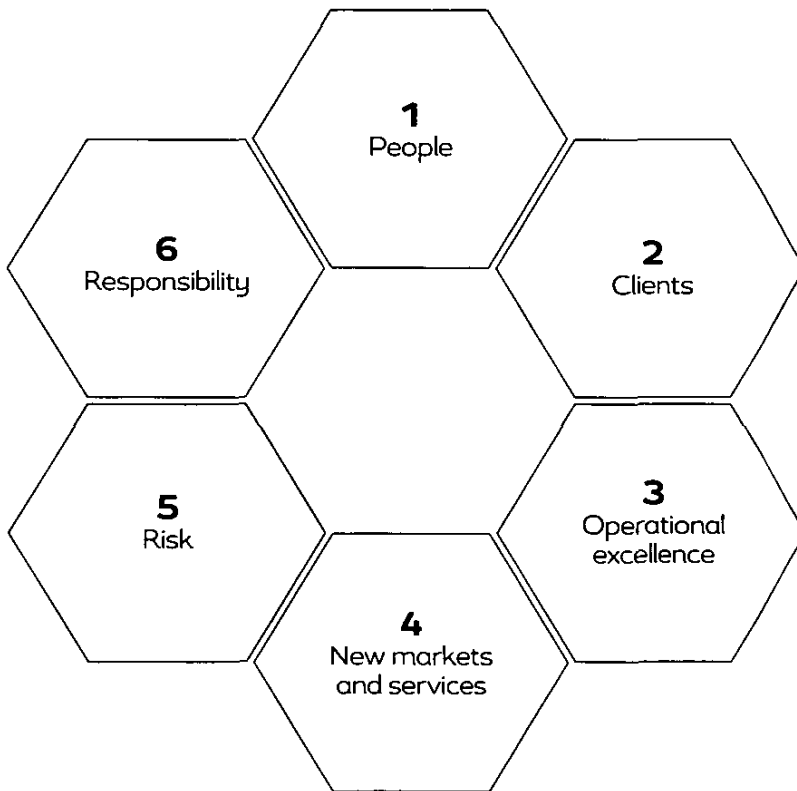 1
People
2
Clients
3
Operational
excellence
4
New markets
and services
5
Risk
6
Responsibility